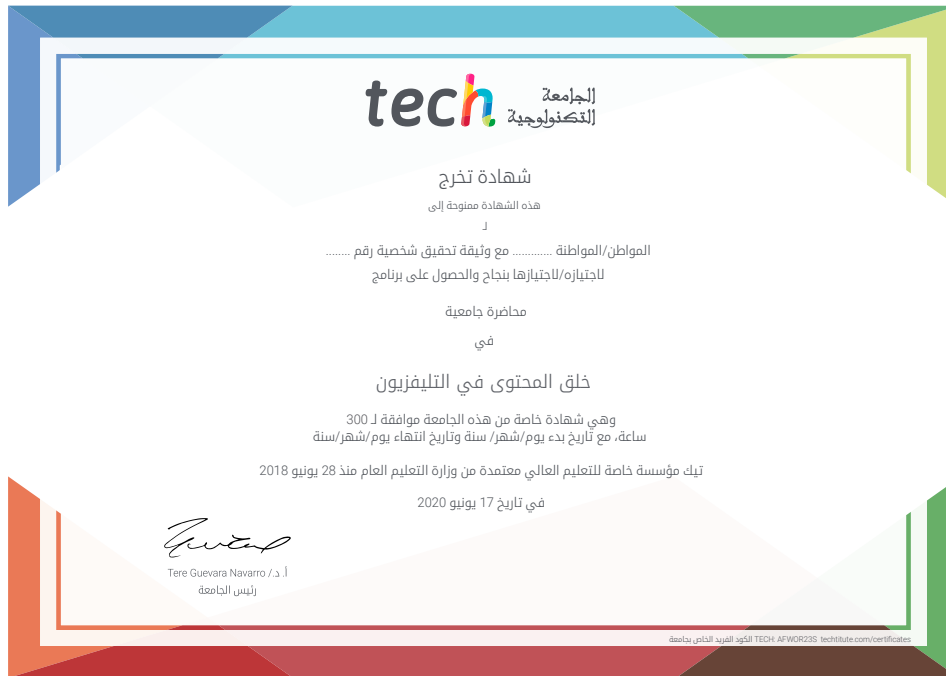 tech الجامعة
التكنولوجية
شهادة تخرج
هذه الشهادة ممنوحة إلى
لـ
المواطن/المواطنة ............ مع وثيقة تحقيق شخصية رقم ........
لاجتيازه/لاجتيازها بنجاح والحصول على برنامج
محاضرة جامعية
في
خلق المحتوى في التليفزيون
وهي شهادة خاصة من هذه الجامعة موافقة لـ 300
ساعة، مع تاريخ بدء يوم/شهر/ سنة وتاريخ انتهاء يوم/شهر/سنة
تيك مؤسسة خاصة للتعليم العالي معتمدة من وزارة التعليم العام منذ 28 يونيو 2018
في تاريخ 17 يونيو 2020
أ. د./ Tere Guevara Navarro
رئيس الجامعة
الكود الفريد الخاص بجامعة TECH: AFWOR23S techtitute.com/certificates